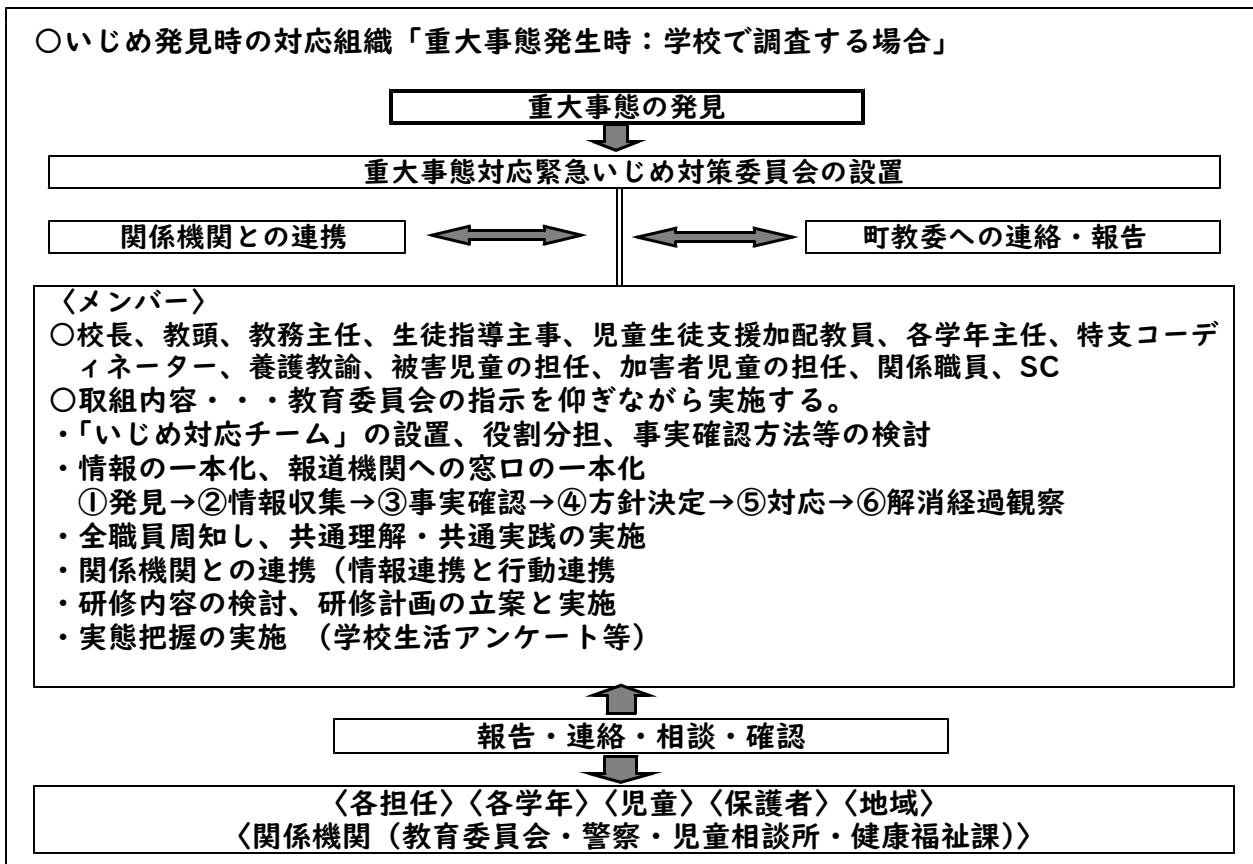 ○いじめ発見時の対応組織「重大事態発生時：学校で調査する場合」
重大事態の発見
重大事態対応緊急いじめ対策委員会の設置
関係機関との連携
町教委への連絡・報告
〈メンバー〉
○校長、教頭、教務主任、生徒指導主事、児童生徒支援加配教員、各学年主任、特支コーデ
ィネーター、養護教諭、被害児童の担任、加害者児童の担任、関係職員、SC
○取組内容・・・教育委員会の指示を仰ぎながら実施する。
・「いじめ対応チーム」の設置、役割分担、事実確認方法等の検討
・情報の一本化、報道機関への窓口の一本化
①発見→②情報収集→③事実確認→④方針決定→⑤対応→⑥解消経過観察
・全職員周知し、共通理解・共通実践の実施
・関係機関との連携（情報連携と行動連携
・研修内容の検討、研修計画の立案と実施
・実態把握の実施　（学校生活アンケート等）
報告・連絡・相談・確認
〈各担任〉〈各学年〉〈児童〉〈保護者〉〈地域〉
〈関係機関（教育委員会・警察・児童相談所・健康福祉課）〉